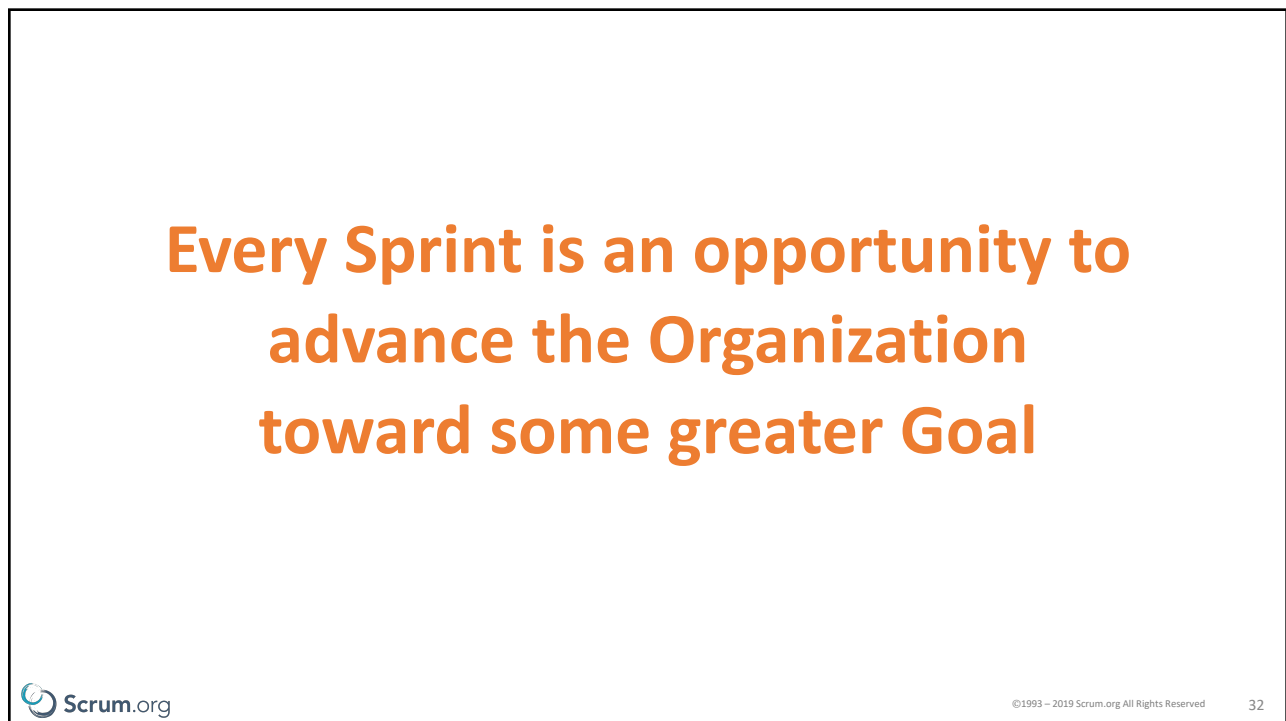 Every Sprint is an opportunity to
advance the Organization
toward some greater Goal
Scrum.org
©1993 – 2019 Scrum.org All Rights Reserved
32